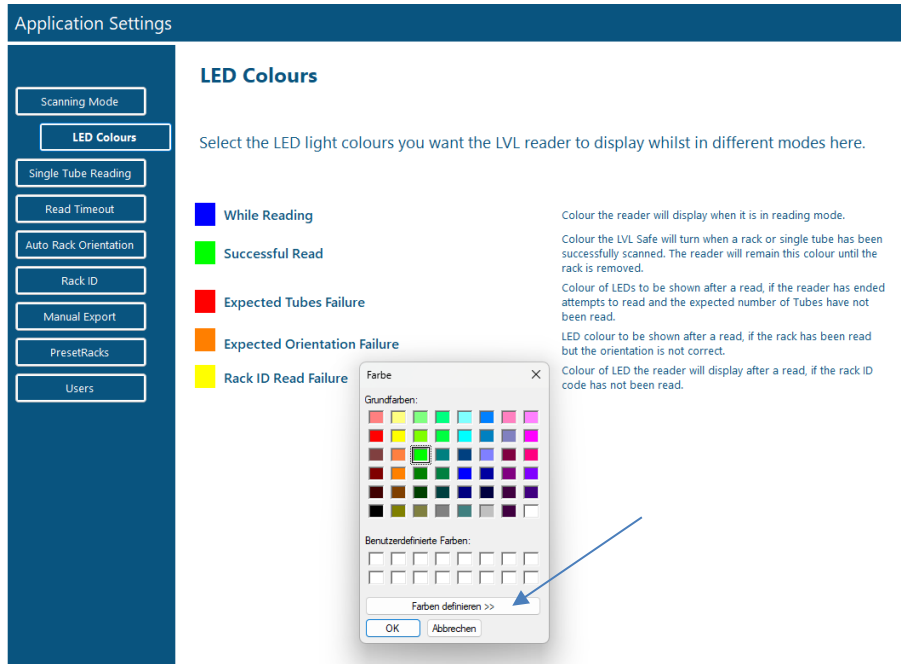 Application Settings
Scanning Mode
LED Colours
Single Tube Reading
Read Timeout
Auto Rack Orientation
Rack ID
Manual Export
PresetRacks
Users
LED Colours
Select the LED light colours you want the LVL reader to display whilst in different modes here.
While Reading
Colour the reader will display when it is in reading mode.
Successful Read
Colour the LVL Safe will turn when a rack or single tube has been
successfully scanned. The reader will remain this colour until the
rack is removed.
Expected Tubes Failure
Colour of LEDs to be shown after a read, if the reader has ended
attempts to read and the expected number of Tubes have not
been read.
Expected Orientation Failure
LED colour to be shown after a read, if the rack has been read
but the orientation is not correct.
Rack ID Read Failure
Colour of LED the reader will display after a read, if the rack ID
code has not been read.
Farbe
Grundfarben:
Benutzerdefinierte Farben:
Farben definieren >>
OK
Abbrechen